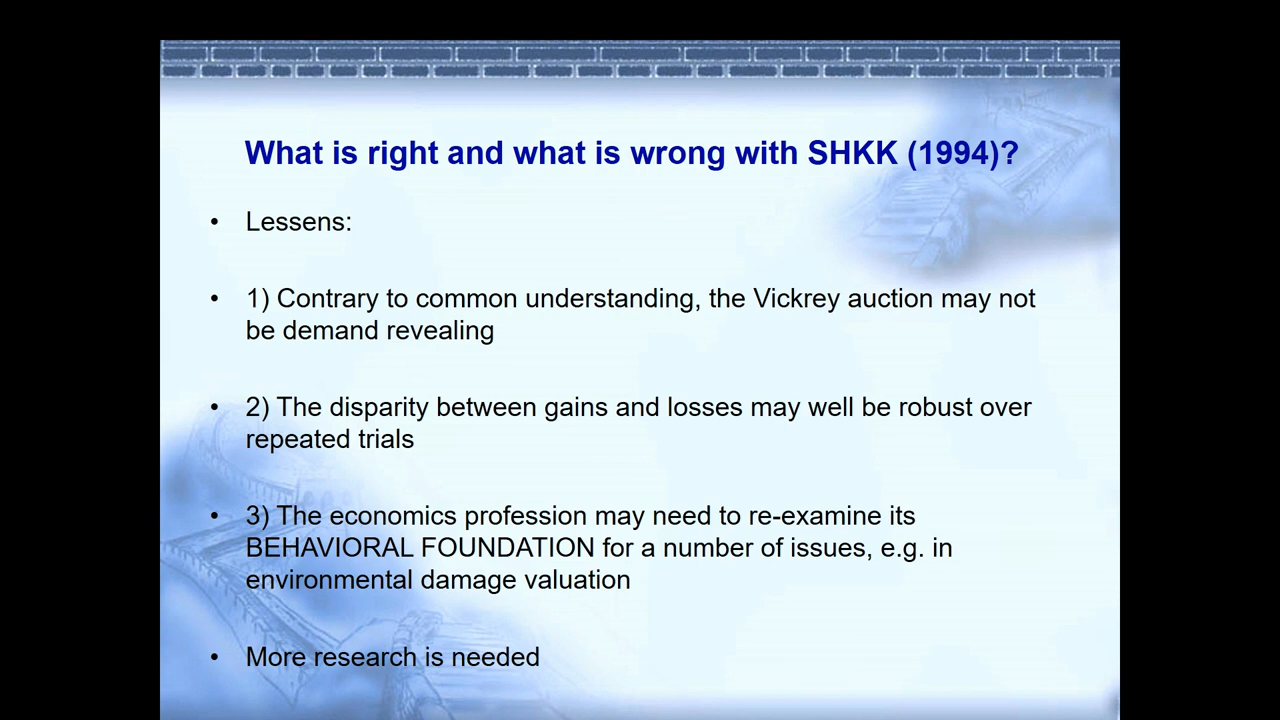 What is right and what is wrong with SHKK (1994)?
• Lessens:
• 1) Contrary to common understanding, the Vickrey auction may not
be demand revealing
• 2) The disparity between gains and losses may well be robust over
repeated trials
• 3) The economics profession may need to re-examine its
BEHAVIORAL FOUNDATION for a number of issues, e.g. in
environmental damage valuation
• More research is needed